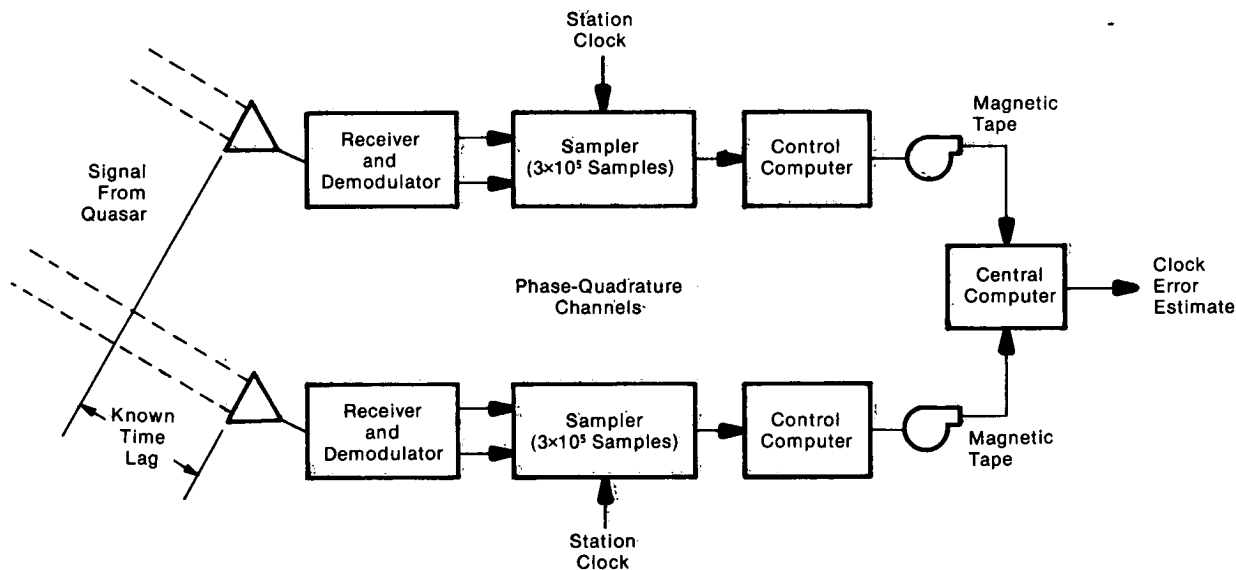 Station
Clock
Signal
From
Quasar
Receiver
and
Demodulator
Sampler
(3×10⁵ Samples)
Control
Computer
Magnetic
Tape
Phase-Quadrature
Channels
Central
Computer
Clock
Error
Estimate
Known
Time
Lag
Receiver
and
Demodulator
Sampler
(3×10⁵ Samples)
Control
Computer
Magnetic
Tape
Station
Clock